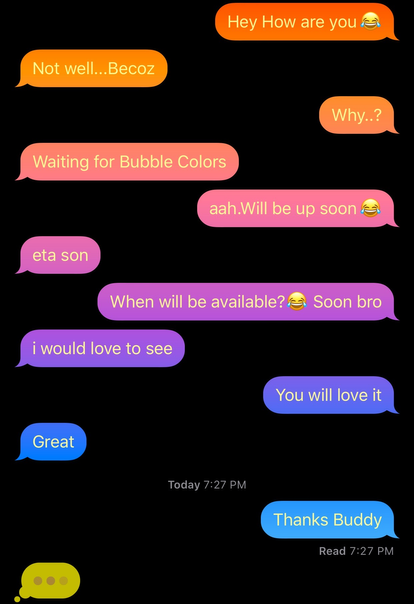 Hey How are you 😂
Not well...Becoz
Why..?
Waiting for Bubble Colors
aah.Will be up soon 😂
eta son
When will be available?😂 Soon bro
i would love to see
You will love it
Great
Today 7:27 PM
Thanks Buddy
Read 7:27 PM